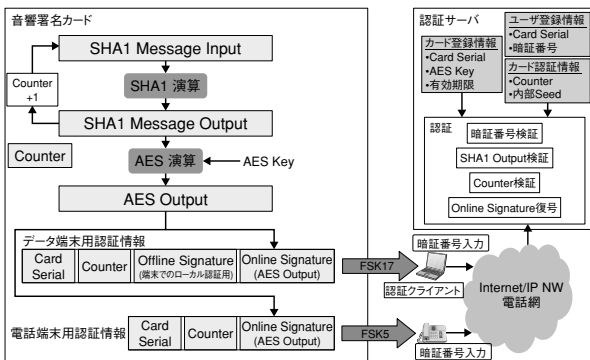 音響署名カード
SHA1 Message Input
SHA1 演算
Counter
+1
SHA1 Message Output
Counter
AES 演算
AES Key
AES Output
データ端末用認証情報
Card
Serial
Counter
Offline Signature
(端末でのローカル認証用)
Online Signature
(AES Output)
電話端末用認証情報
Card
Serial
Counter
Online Signature
(AES Output)
FSK17
FSK5
認証サーバ
カード登録情報
•Card Serial
•AES Key
•有効期限
ユーザ登録情報
•Card Serial
•暗証番号
カード認証情報
•Counter
•内部Seed
認証
暗証番号検証
SHA1 Output検証
Counter検証
Online Signature復号
暗証番号入力
認証クライアント
Internet/IP NW
電話網
暗証番号入力